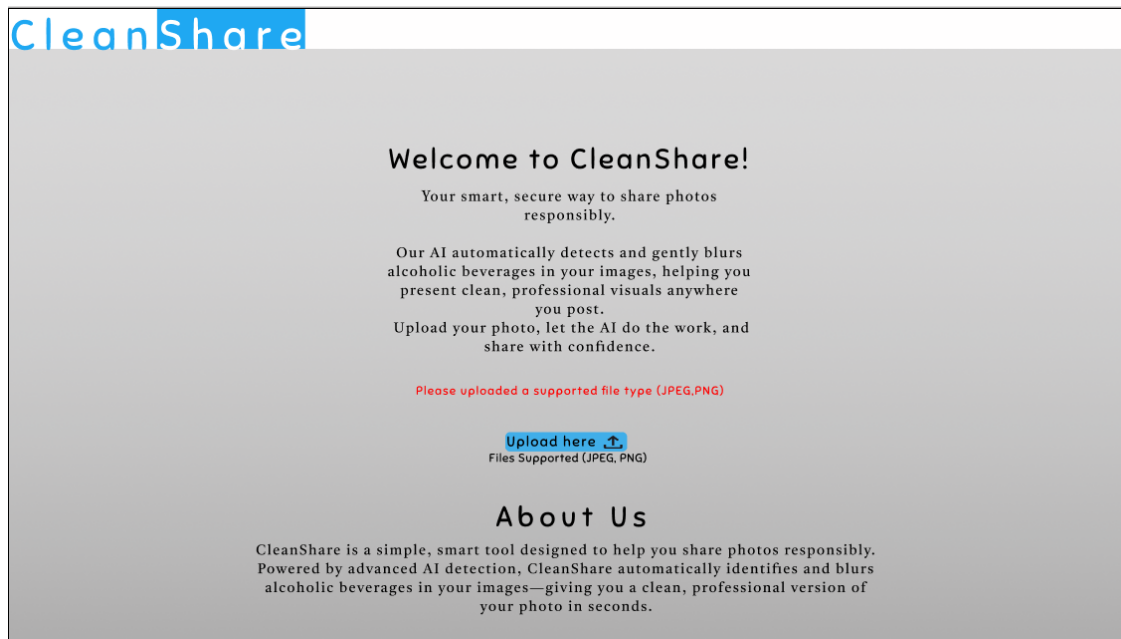 CleanShare
Welcome to CleanShare!
Your smart, secure way to share photos
responsibly.
Our AI automatically detects and gently blurs
alcoholic beverages in your images, helping you
present clean, professional visuals anywhere
you post.
Upload your photo, let the AI do the work, and
share with confidence.
Please uploaded a supported file type (JPEG,PNG)
Upload here
Files Supported (JPEG, PNG)
About Us
CleanShare is a simple, smart tool designed to help you share photos responsibly.
Powered by advanced AI detection, CleanShare automatically identifies and blurs
alcoholic beverages in your images—giving you a clean, professional version of
your photo in seconds.